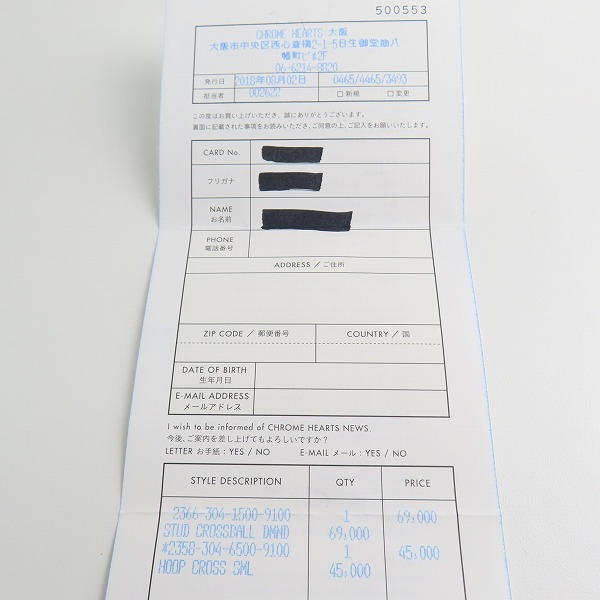 500553
CHROME HEARTS 大阪
大阪市中央区西心斎橋2-1-5日生御堂筋八
幡町ビル2F
06-6214-8820
発行日 2018年08月02日 0465/4465/3493
担当者 002622 □新規 □変更
この度はお買い上げいただき、誠にありがとうございます。
裏面に記載された事項をお読みいただき、ご同意の上、ご記入をお願いいたします。
CARD No.
フリガナ
NAME
お名前
PHONE
電話番号
ADDRESS / ご住所
ZIP CODE / 郵便番号 COUNTRY / 国
DATE OF BIRTH
生年月日
E-MAIL ADDRESS
メールアドレス
I wish to be informed of CHROME HEARTS NEWS.
今後、ご案内を差し上げてもよろしいですか?
LETTER お手紙 : YES / NO E-MAIL メール : YES / NO
STYLE DESCRIPTION QTY PRICE
2366-304-1500-9100 1 69,000
STUD CROSSBALL DMND 69,000
*2358-304-6500-9100 1 45,000
HOOP CROSS SML 45,000